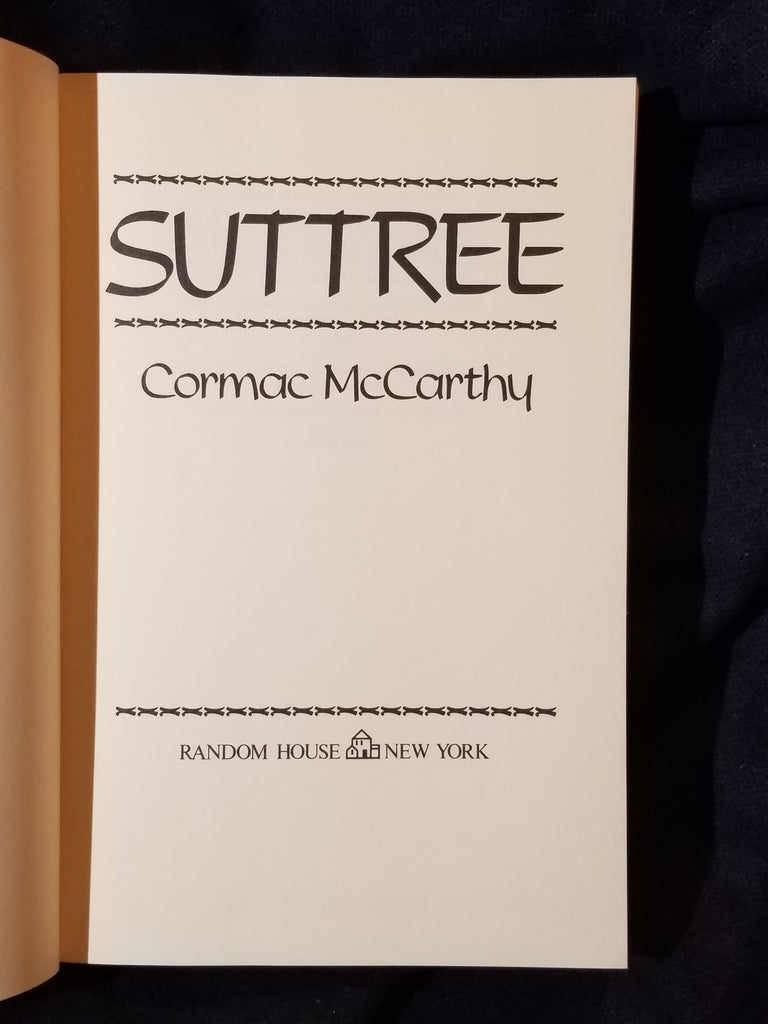 SUTTREE
Cormac McCarthy
RANDOM HOUSE NEW YORK